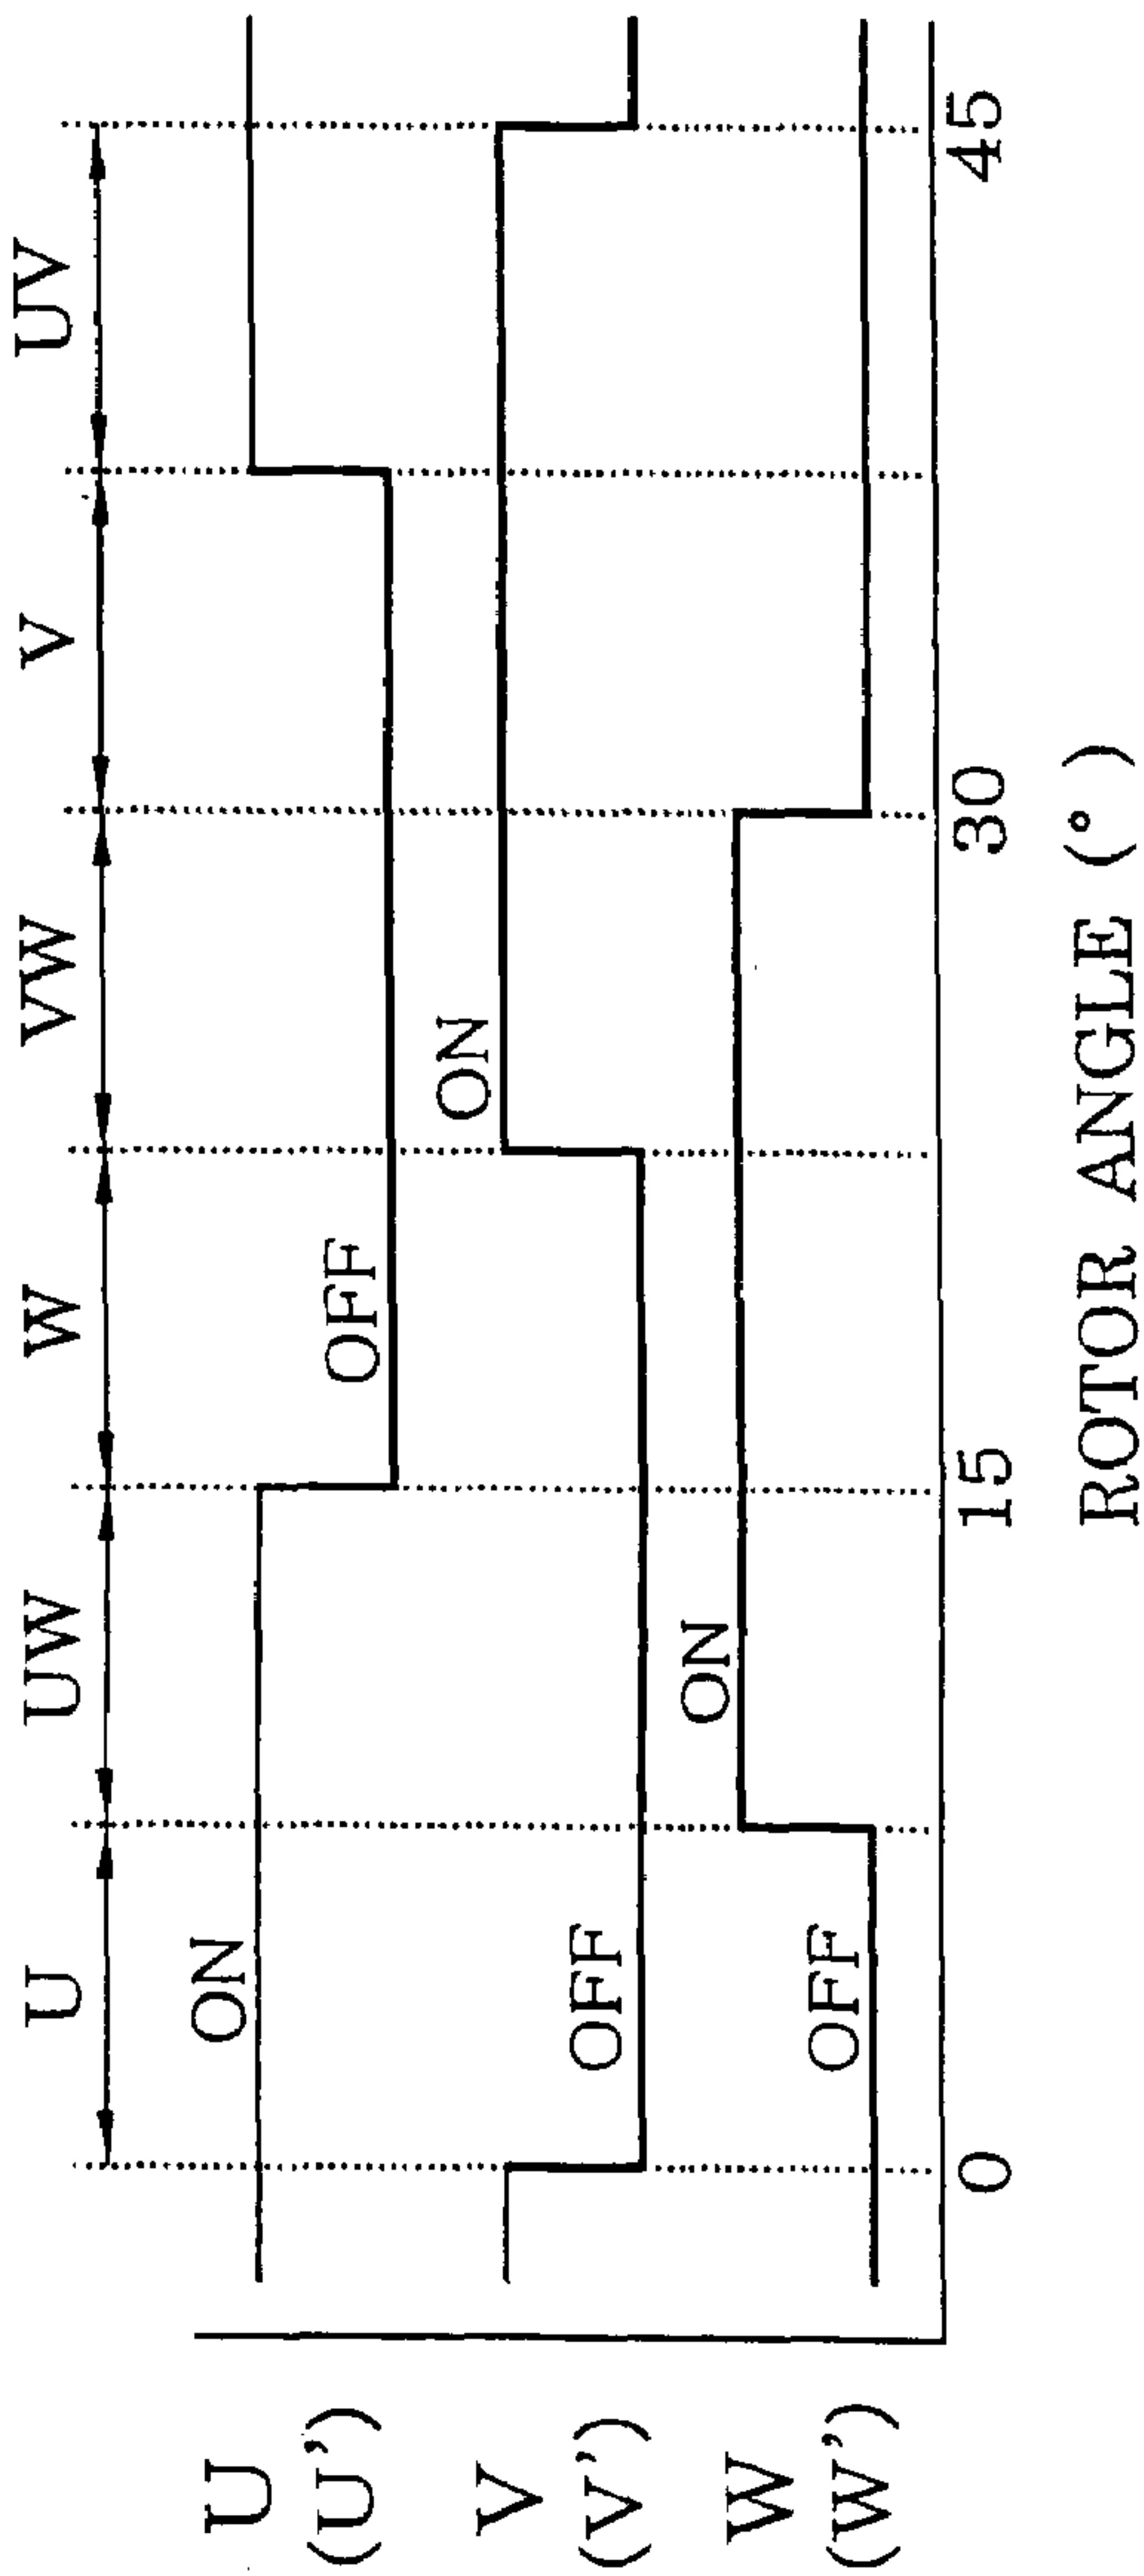 U UW W VW V UV
U
(U')
ON
OFF
V
(V')
OFF
ON
W
(W')
OFF
ON
0 15 30 45
ROTOR ANGLE (°)